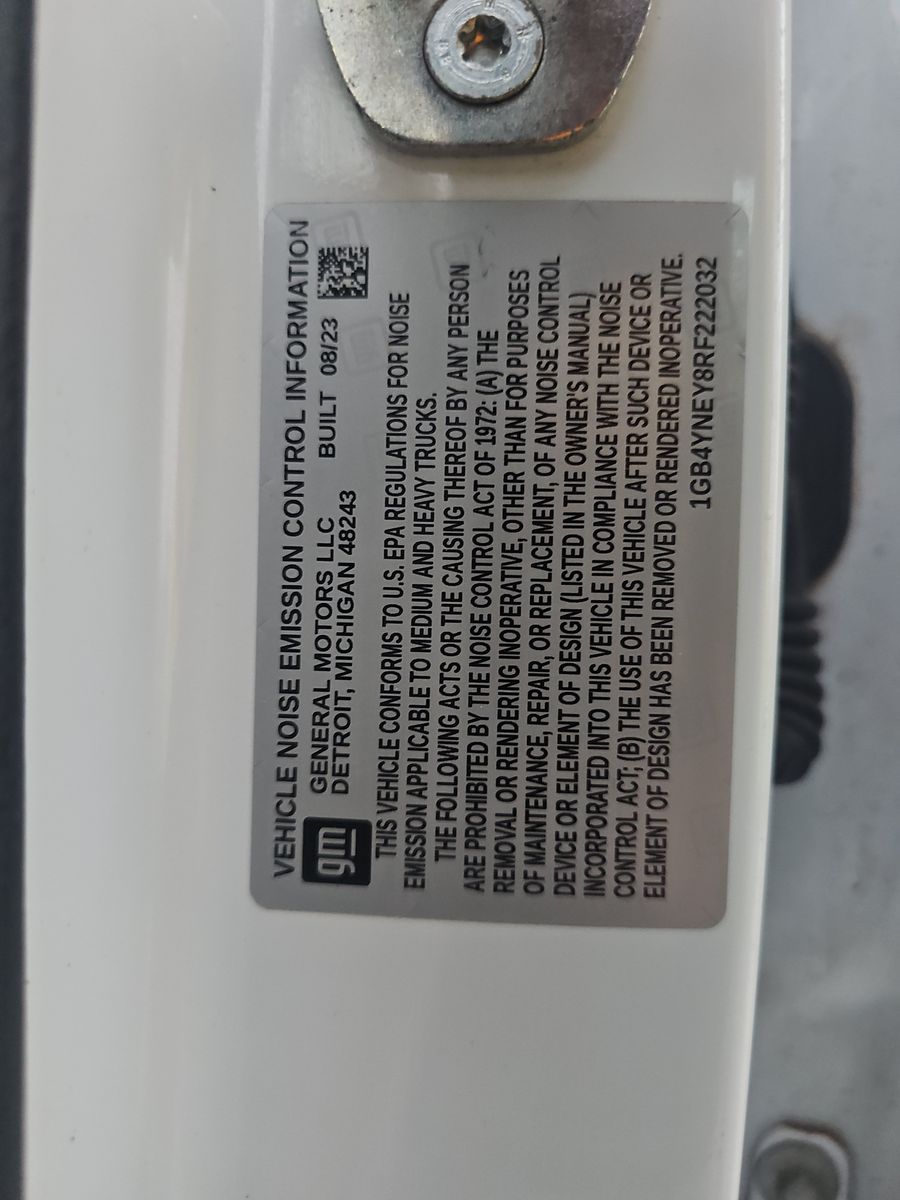 VEHICLE NOISE EMISSION CONTROL INFORMATION
gm
GENERAL MOTORS LLC
DETROIT, MICHIGAN 48243
BUILT 08/23
THIS VEHICLE CONFORMS TO U.S. EPA REGULATIONS FOR NOISE
EMISSION APPLICABLE TO MEDIUM AND HEAVY TRUCKS.
THE FOLLOWING ACTS OR THE CAUSING THEREOF BY ANY PERSON
ARE PROHIBITED BY THE NOISE CONTROL ACT OF 1972: (A) THE
REMOVAL OR RENDERING INOPERATIVE, OTHER THAN FOR PURPOSES
OF MAINTENANCE, REPAIR, OR REPLACEMENT, OF ANY NOISE CONTROL
DEVICE OR ELEMENT OF DESIGN (LISTED IN THE OWNER'S MANUAL)
INCORPORATED INTO THIS VEHICLE IN COMPLIANCE WITH THE NOISE
CONTROL ACT; (B) THE USE OF THIS VEHICLE AFTER SUCH DEVICE OR
ELEMENT OF DESIGN HAS BEEN REMOVED OR RENDERED INOPERATIVE.
1GB4YNEY8RF222032